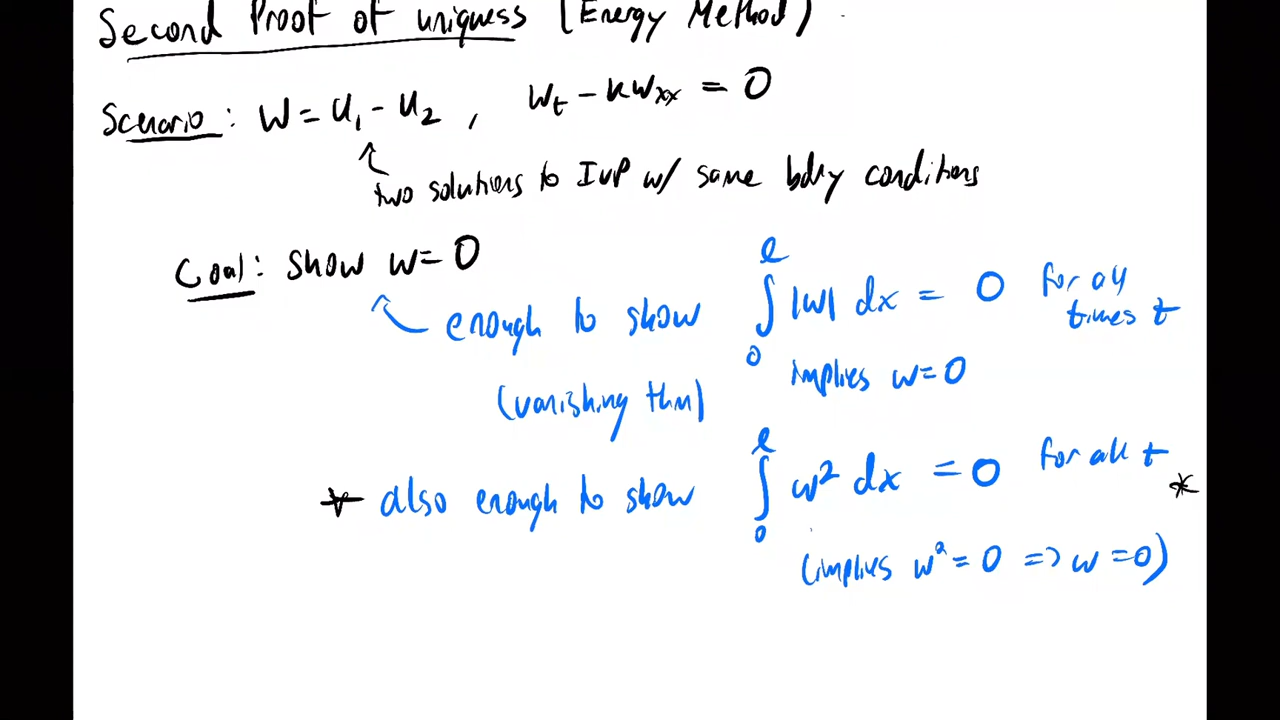 Second Proof of uniquess (Energy Method)
Scenario: W = u₁ - u₂ , Wt - kWxx = 0
two solutions to IVP w/ same bdry conditions
Goal: show w = 0
enough to show ∫₀ˡ |w| dx = 0 for all times t
(vanishing thm) implies w = 0
* also enough to show ∫₀ˡ w² dx = 0 for all t *
(implies w² = 0 => w = 0)